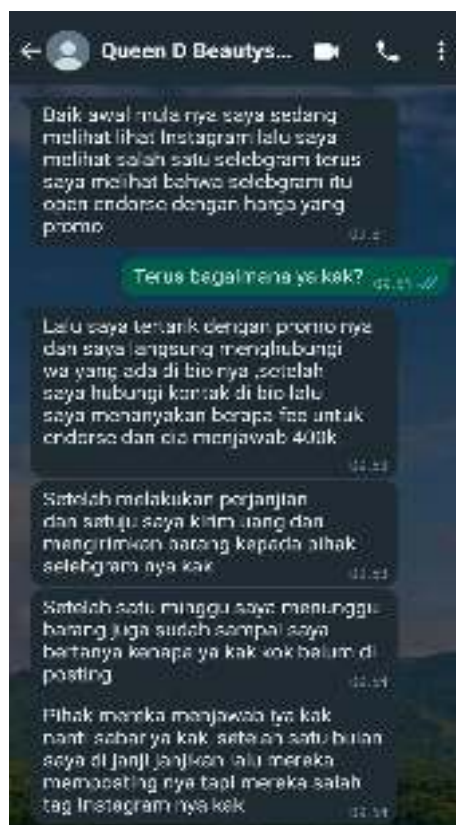 Queen D Beautys...
Baik awal mula nya saya sedang
melihat lihat Instagram lalu saya
melihat salah satu selebgram terus
saya melihat bahwa selebgram itu
open endorse dengan harga yang
promo
Terus bagaimana ya kak?
Lalu saya tertarik dengan promo nya
dan saya langsung menghubungi
wa yang ada di bio nya ,setelah
saya hubungi kontak di bio lalu
saya menanyakan berapa fee untuk
endorse dan dia menjawab 400k
Setelah melakukan perjanjian
dan setuju saya kirim uang dan
mengirimkan barang kepada pihak
selebgram nya kak
Setelah satu minggu saya menunggu
barang juga sudah sampai saya
bertanya kenapa ya kak kok belum di
posting
Pihak mereka menjawab iya kak
nanti sabar ya kak setelah satu bulan
saya di janji janjikan lalu mereka
memposting nya tapi mereka salah
tag Instagram nya kak